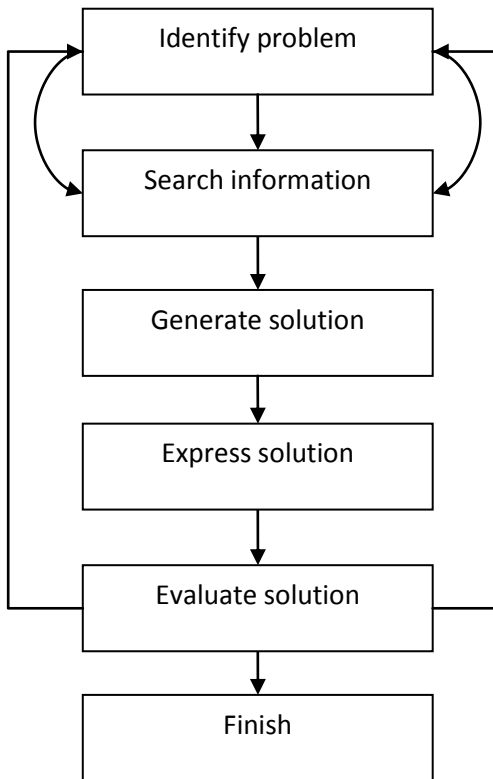 Identify problem
Search information
Generate solution
Express solution
Evaluate solution
Finish